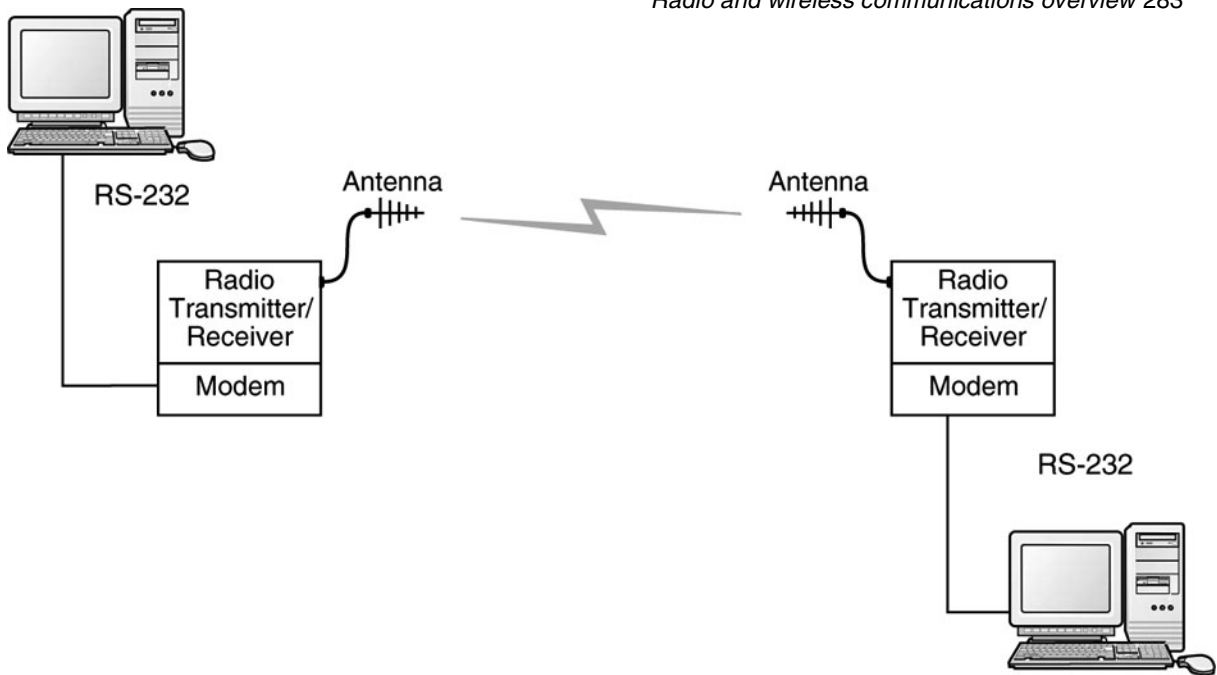 Radio and wireless communications overview 283
RS-232
Antenna
Antenna
Radio
Transmitter/
Receiver
Modem
Radio
Transmitter/
Receiver
Modem
RS-232